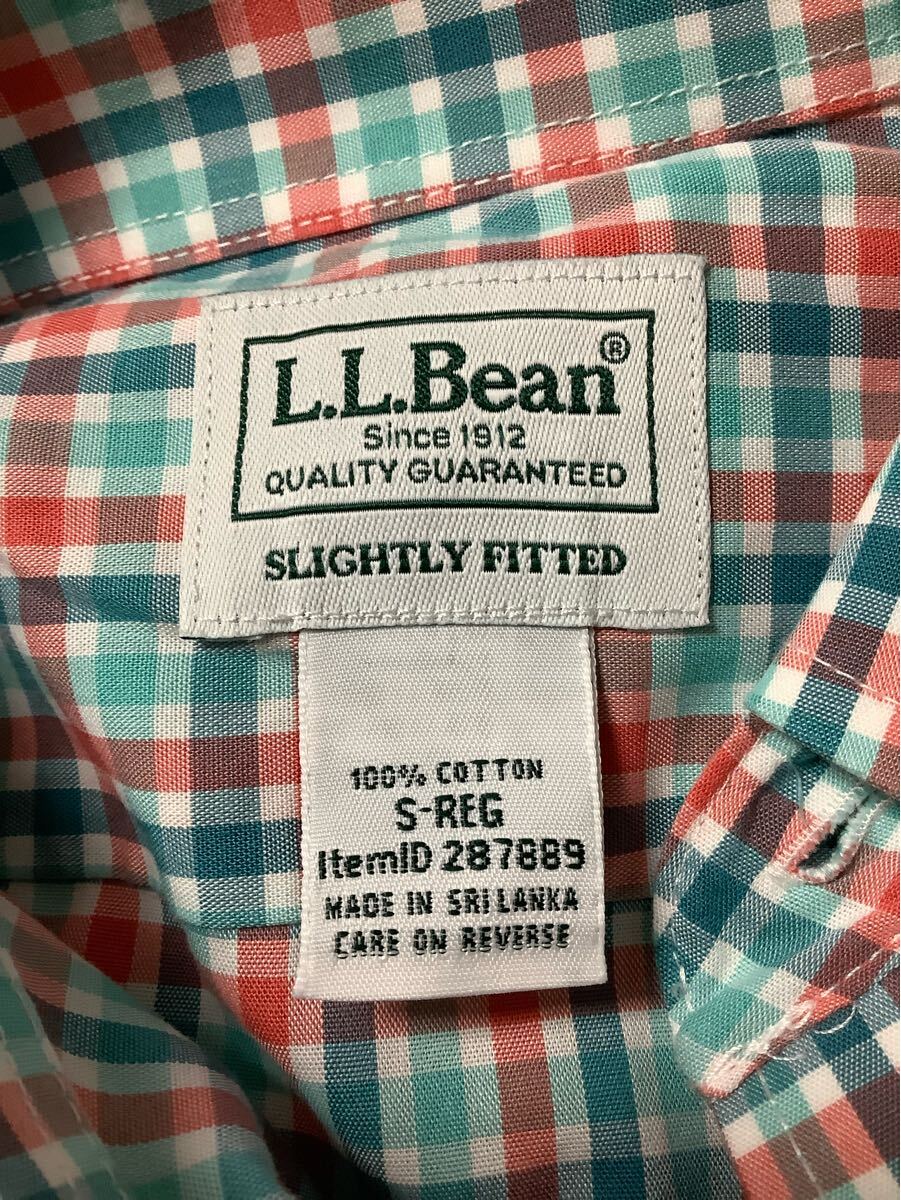 L.L.Bean®
Since 1912
QUALITY GUARANTEED
SLIGHTLY FITTED
100% COTTON
S-REG
ItemID 287889
MADE IN SRI LANKA
CARE ON REVERSE